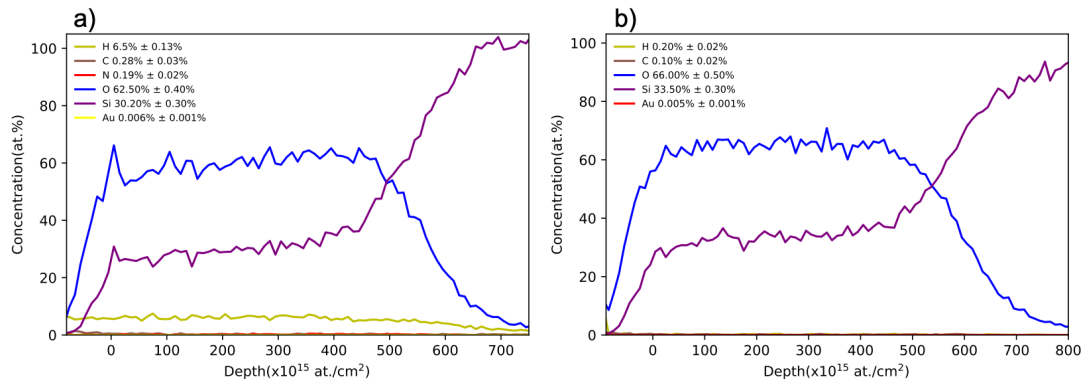 a)
H 6.5% ± 0.13%
C 0.28% ± 0.03%
N 0.19% ± 0.02%
O 62.50% ± 0.40%
Si 30.20% ± 0.30%
Au 0.006% ± 0.001%
Concentration(at.%)
100
80
60
40
20
0
0 100 200 300 400 500 600 700
Depth(x10¹⁵ at./cm²)
b)
H 0.20% ± 0.02%
C 0.10% ± 0.02%
O 66.00% ± 0.50%
Si 33.50% ± 0.30%
Au 0.005% ± 0.001%
Concentration(at.%)
100
80
60
40
20
0
0 100 200 300 400 500 600 700 800
Depth(x10¹⁵ at./cm²)